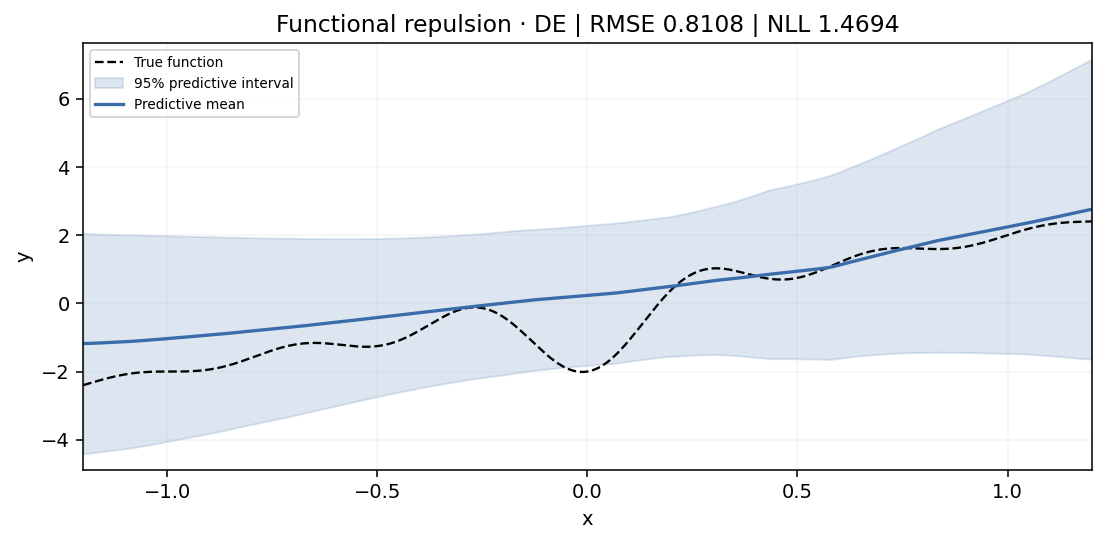 Functional repulsion · DE | RMSE 0.8108 | NLL 1.4694
True function
95% predictive interval
Predictive mean
y
6
4
2
0
−2
−4
−1.0 −0.5 0.0 0.5 1.0
x